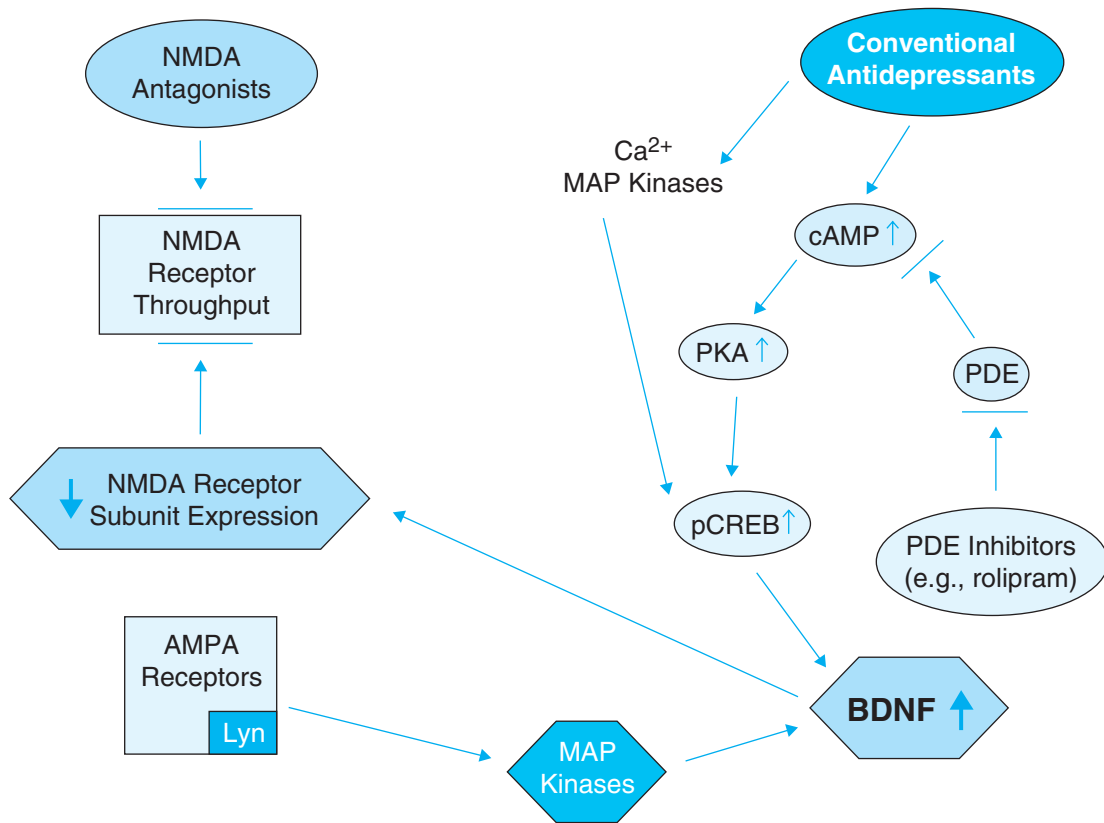 NMDA
Antagonists
Conventional
Antidepressants
Ca²⁺
MAP Kinases
NMDA
Receptor
Throughput
cAMP ↑
PKA ↑
PDE
↓ NMDA Receptor
Subunit Expression
pCREB ↑
PDE Inhibitors
(e.g., rolipram)
AMPA
Receptors
Lyn
BDNF ↑
MAP
Kinases